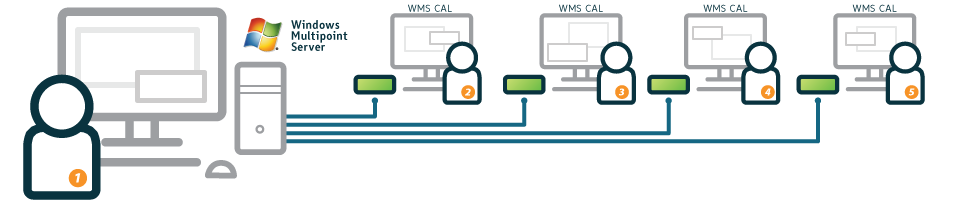 WMS CAL
WMS CAL
WMS CAL
WMS CAL
Windows
Multipoint
Server
1
2
3
4
5